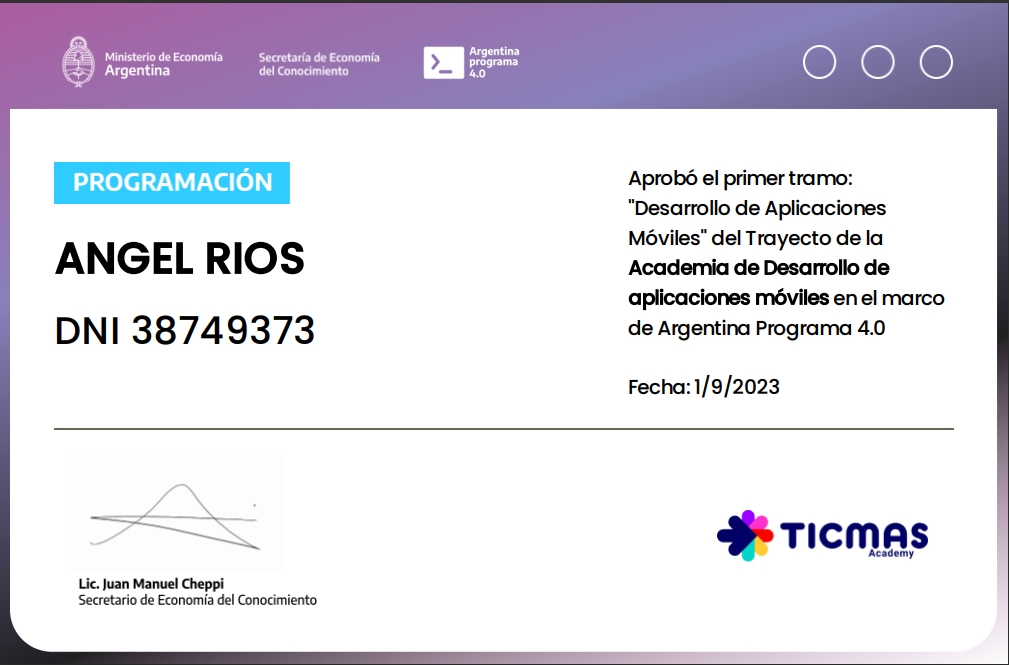 Ministerio de Economía
Argentina
Secretaría de Economía
del Conocimiento
Argentina
programa
4.0
PROGRAMACIÓN
ANGEL RIOS
DNI 38749373
Aprobó el primer tramo:
"Desarrollo de Aplicaciones
Móviles" del Trayecto de la
Academia de Desarrollo de
aplicaciones móviles en el marco
de Argentina Programa 4.0
Fecha: 1/9/2023
Lic. Juan Manuel Cheppi
Secretario de Economía del Conocimiento
TICMAS
Academy